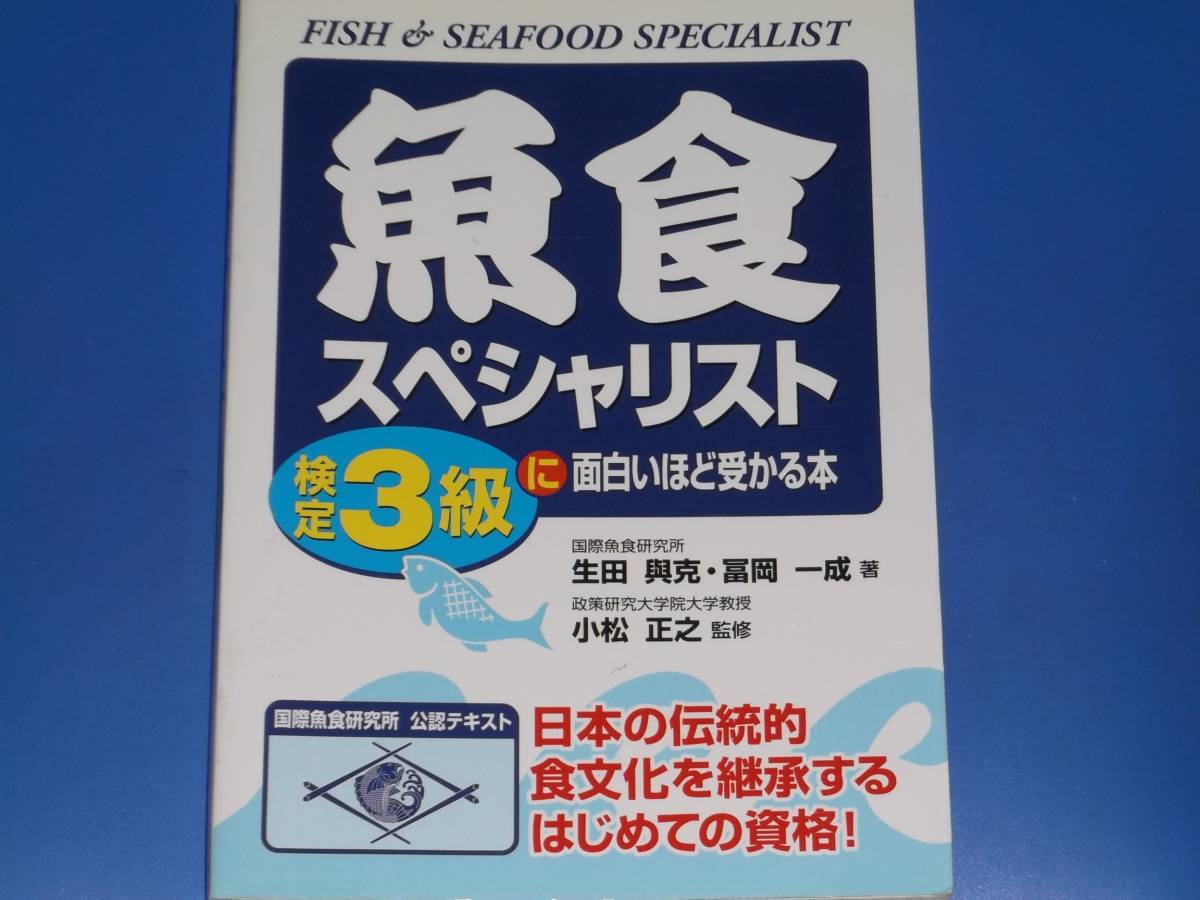 FISH & SEAFOOD SPECIALIST
魚食
スペシャリスト
検定3級に面白いほど受かる本
国際魚食研究所
生田 與克・冨岡 一成 著
政策研究大学院大学教授
小松 正之 監修
国際魚食研究所 公認テキスト
日本の伝統的
食文化を継承する
はじめての資格!